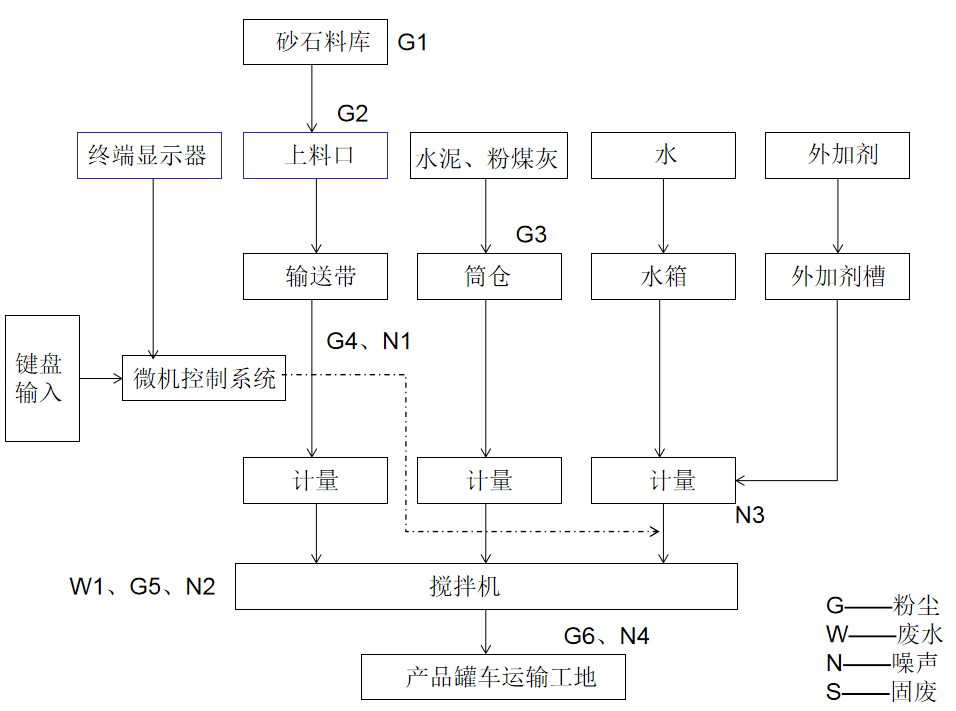 砂石料库
G1
G2
终端显示器
上料口
水泥、粉煤灰
水
外加剂
G3
输送带
筒仓
水箱
外加剂槽
G4、N1
键盘
输入
微机控制系统
计量
计量
计量
N3
W1、G5、N2
搅拌机
G6、N4
产品罐车运输工地
G——粉尘
W——废水
N——噪声
S——固废